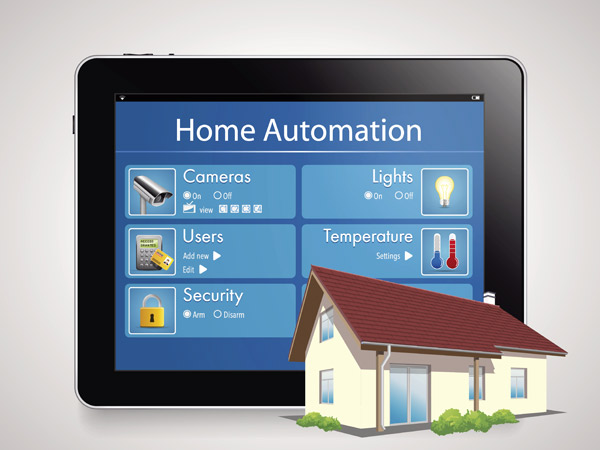 Home Automation
Cameras
On Off
view
Lights
On Off
Users
Add new
Edit
Temperature
Settings
Security
Arm Disarm